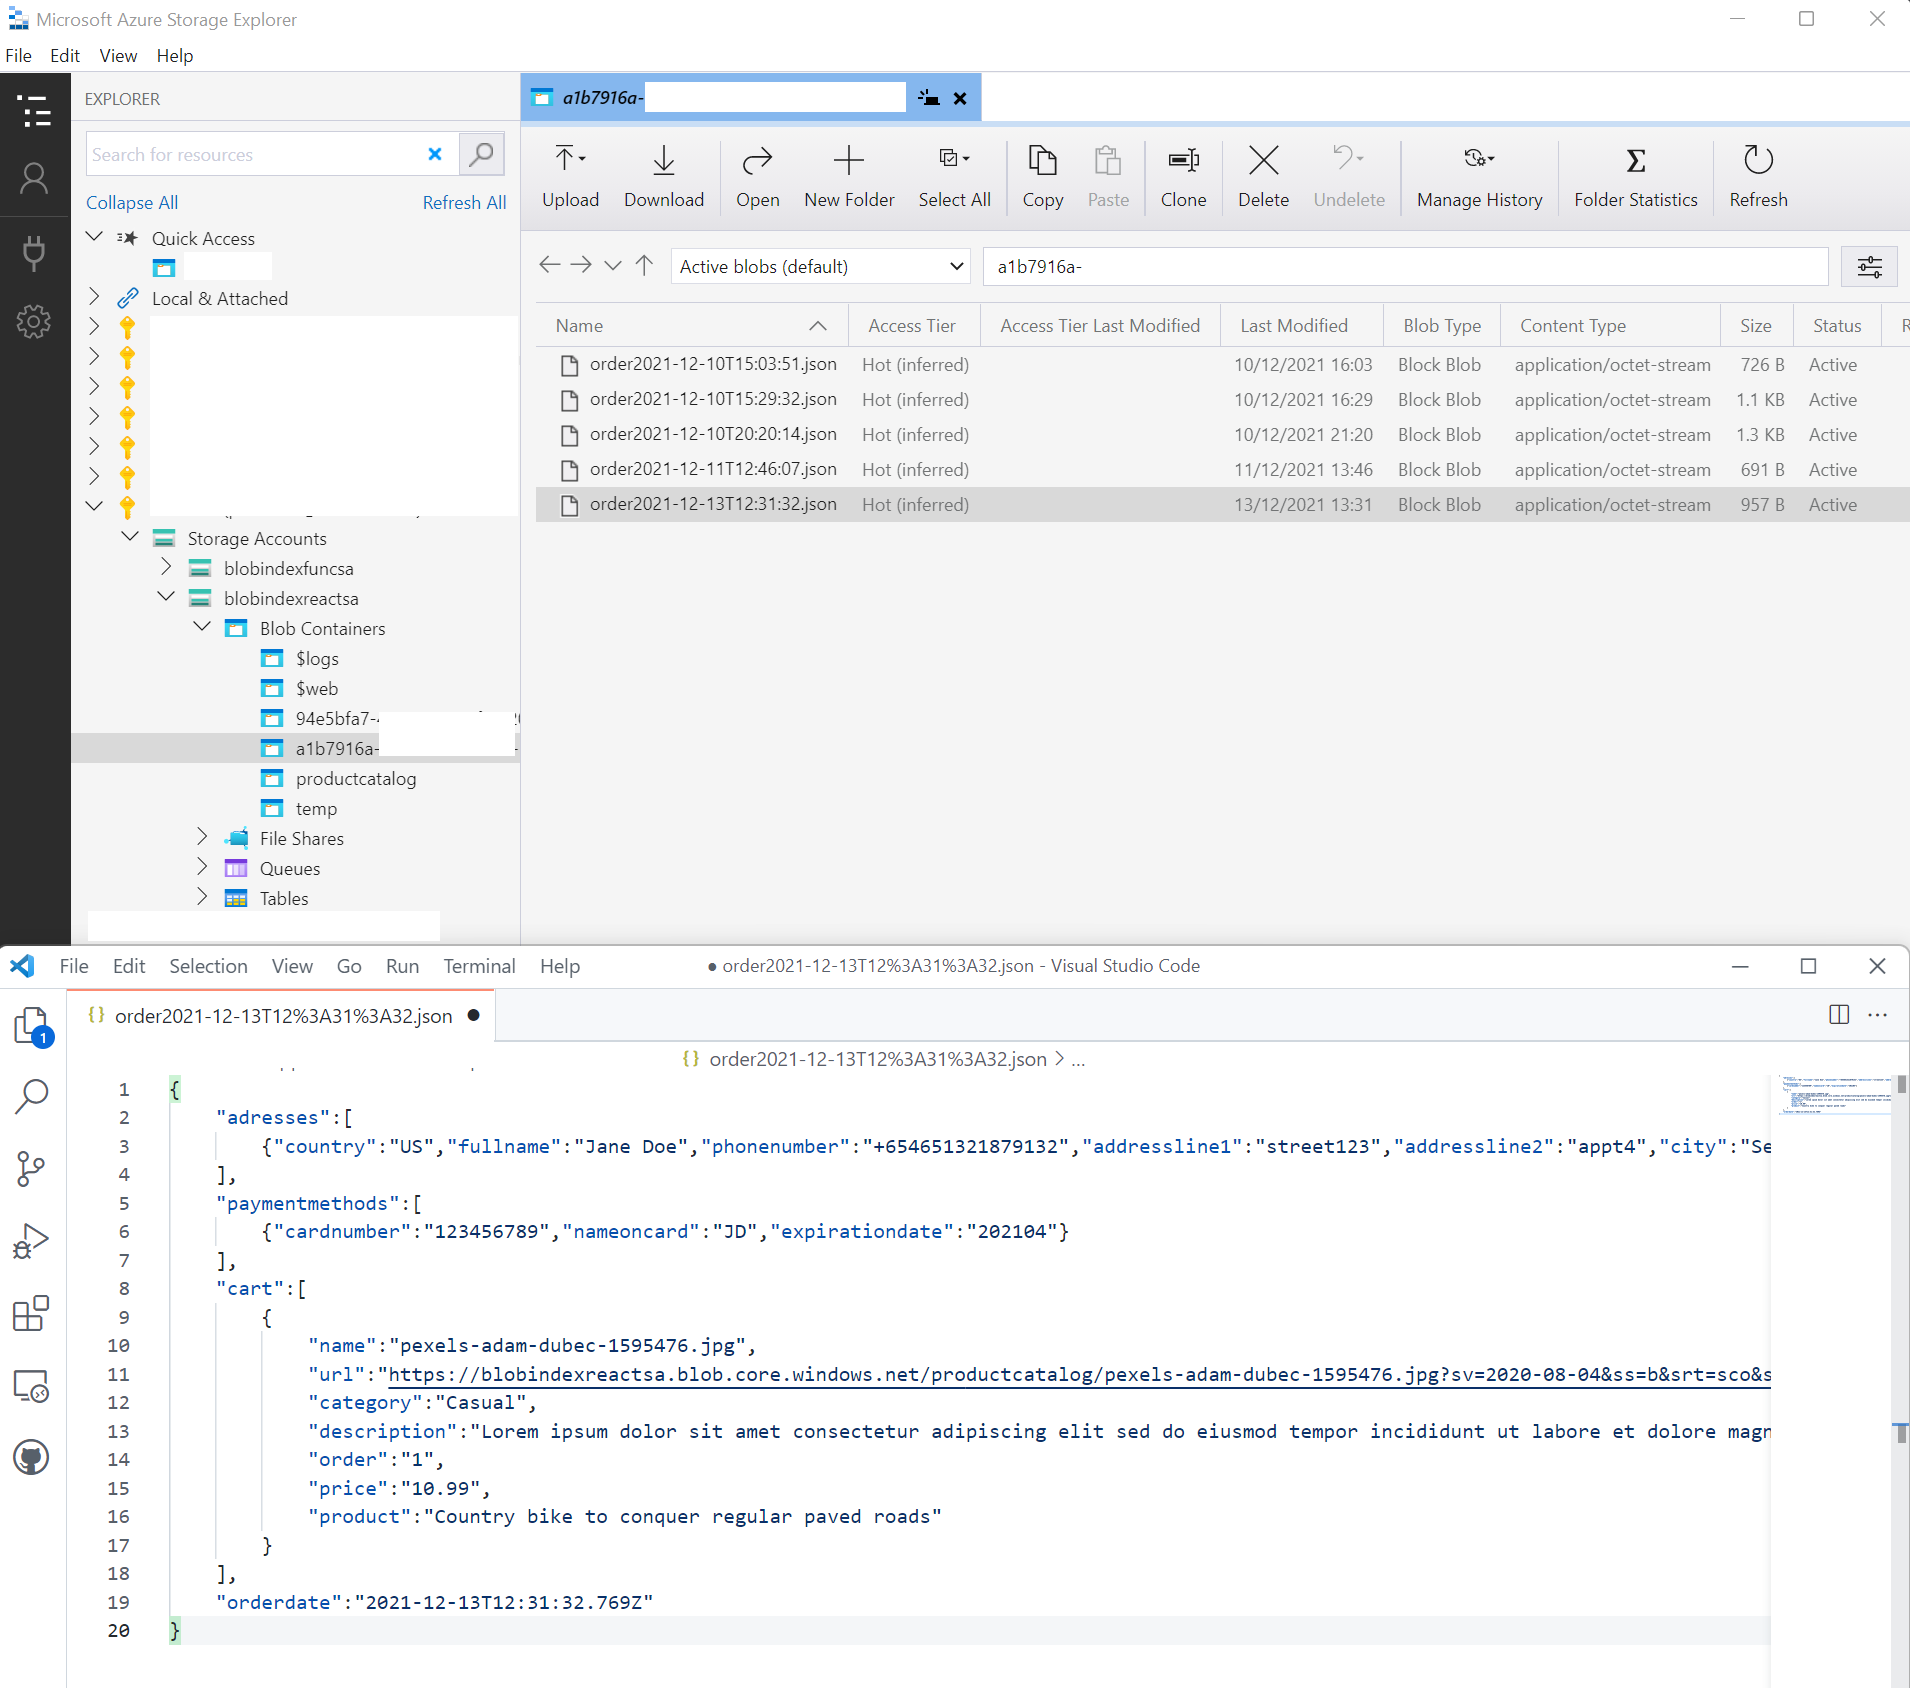 Microsoft Azure Storage Explorer
File Edit View Help
EXPLORER
Search for resources
Collapse All Refresh All
Quick Access
Local & Attached
Storage Accounts
blobindexfuncsa
blobindexreactsa
Blob Containers
$logs
$web
94e5bfa7-
a1b7916a-
productcatalog
temp
File Shares
Queues
Tables
a1b7916a-
Upload Download Open New Folder Select All Copy Paste Clone Delete Undelete Manage History Folder Statistics Refresh
Active blobs (default) a1b7916a-
Name Access Tier Access Tier Last Modified Last Modified Blob Type Content Type Size Status R
order2021-12-10T15:03:51.json Hot (inferred) 10/12/2021 16:03 Block Blob application/octet-stream 726 B Active
order2021-12-10T15:29:32.json Hot (inferred) 10/12/2021 16:29 Block Blob application/octet-stream 1.1 KB Active
order2021-12-10T20:20:14.json Hot (inferred) 10/12/2021 21:20 Block Blob application/octet-stream 1.3 KB Active
order2021-12-11T12:46:07.json Hot (inferred) 11/12/2021 13:46 Block Blob application/octet-stream 691 B Active
order2021-12-13T12:31:32.json Hot (inferred) 13/12/2021 13:31 Block Blob application/octet-stream 957 B Active
File Edit Selection View Go Run Terminal Help ● order2021-12-13T12%3A31%3A32.json - Visual Studio Code
{} order2021-12-13T12%3A31%3A32.json ●
1
{} order2021-12-13T12%3A31%3A32.json > ...
1 {
2 "adresses":[
3 {"country":"US","fullname":"Jane Doe","phonenumber":"+654651321879132","addressline1":"street123","addressline2":"appt4","city":"Se
4 ],
5 "paymentmethods":[
6 {"cardnumber":"123456789","nameoncard":"JD","expirationdate":"202104"}
7 ],
8 "cart":[
9 {
10 "name":"pexels-adam-dubec-1595476.jpg",
11 "url":"https://blobindexreactsa.blob.core.windows.net/productcatalog/pexels-adam-dubec-1595476.jpg?sv=2020-08-04&ss=b&srt=sco&s
12 "category":"Casual",
13 "description":"Lorem ipsum dolor sit amet consectetur adipiscing elit sed do eiusmod tempor incididunt ut labore et dolore magn
14 "order":"1",
15 "price":"10.99",
16 "product":"Country bike to conquer regular paved roads"
17 }
18 ],
19 "orderdate":"2021-12-13T12:31:32.769Z"
20 }